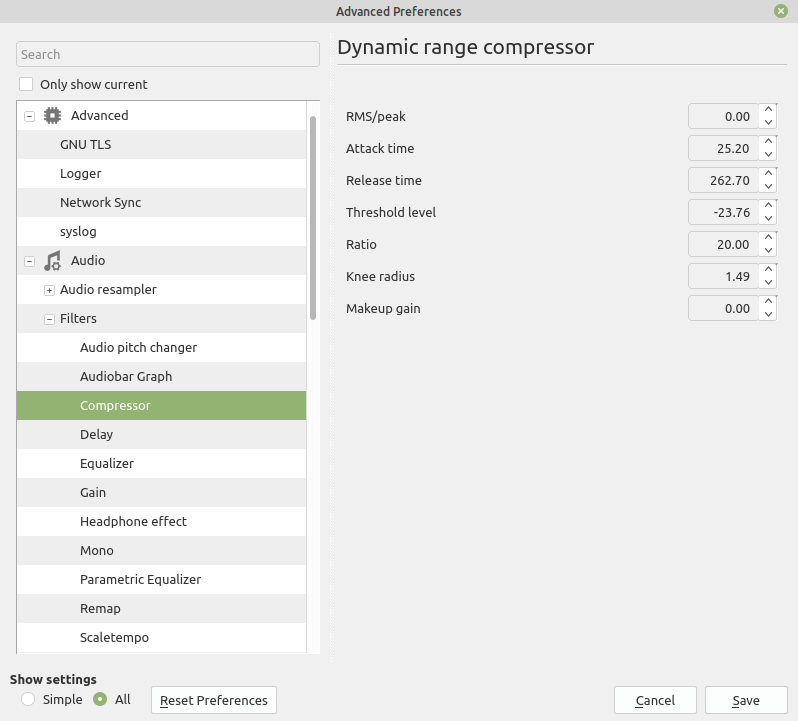 Advanced Preferences
Search
Only show current
Advanced
GNU TLS
Logger
Network Sync
syslog
Audio
Audio resampler
Filters
Audio pitch changer
Audiobar Graph
Compressor
Delay
Equalizer
Gain
Headphone effect
Mono
Parametric Equalizer
Remap
Scaletempo
Dynamic range compressor
RMS/peak 0.00
Attack time 25.20
Release time 262.70
Threshold level -23.76
Ratio 20.00
Knee radius 1.49
Makeup gain 0.00
Show settings
Simple All Reset Preferences Cancel Save